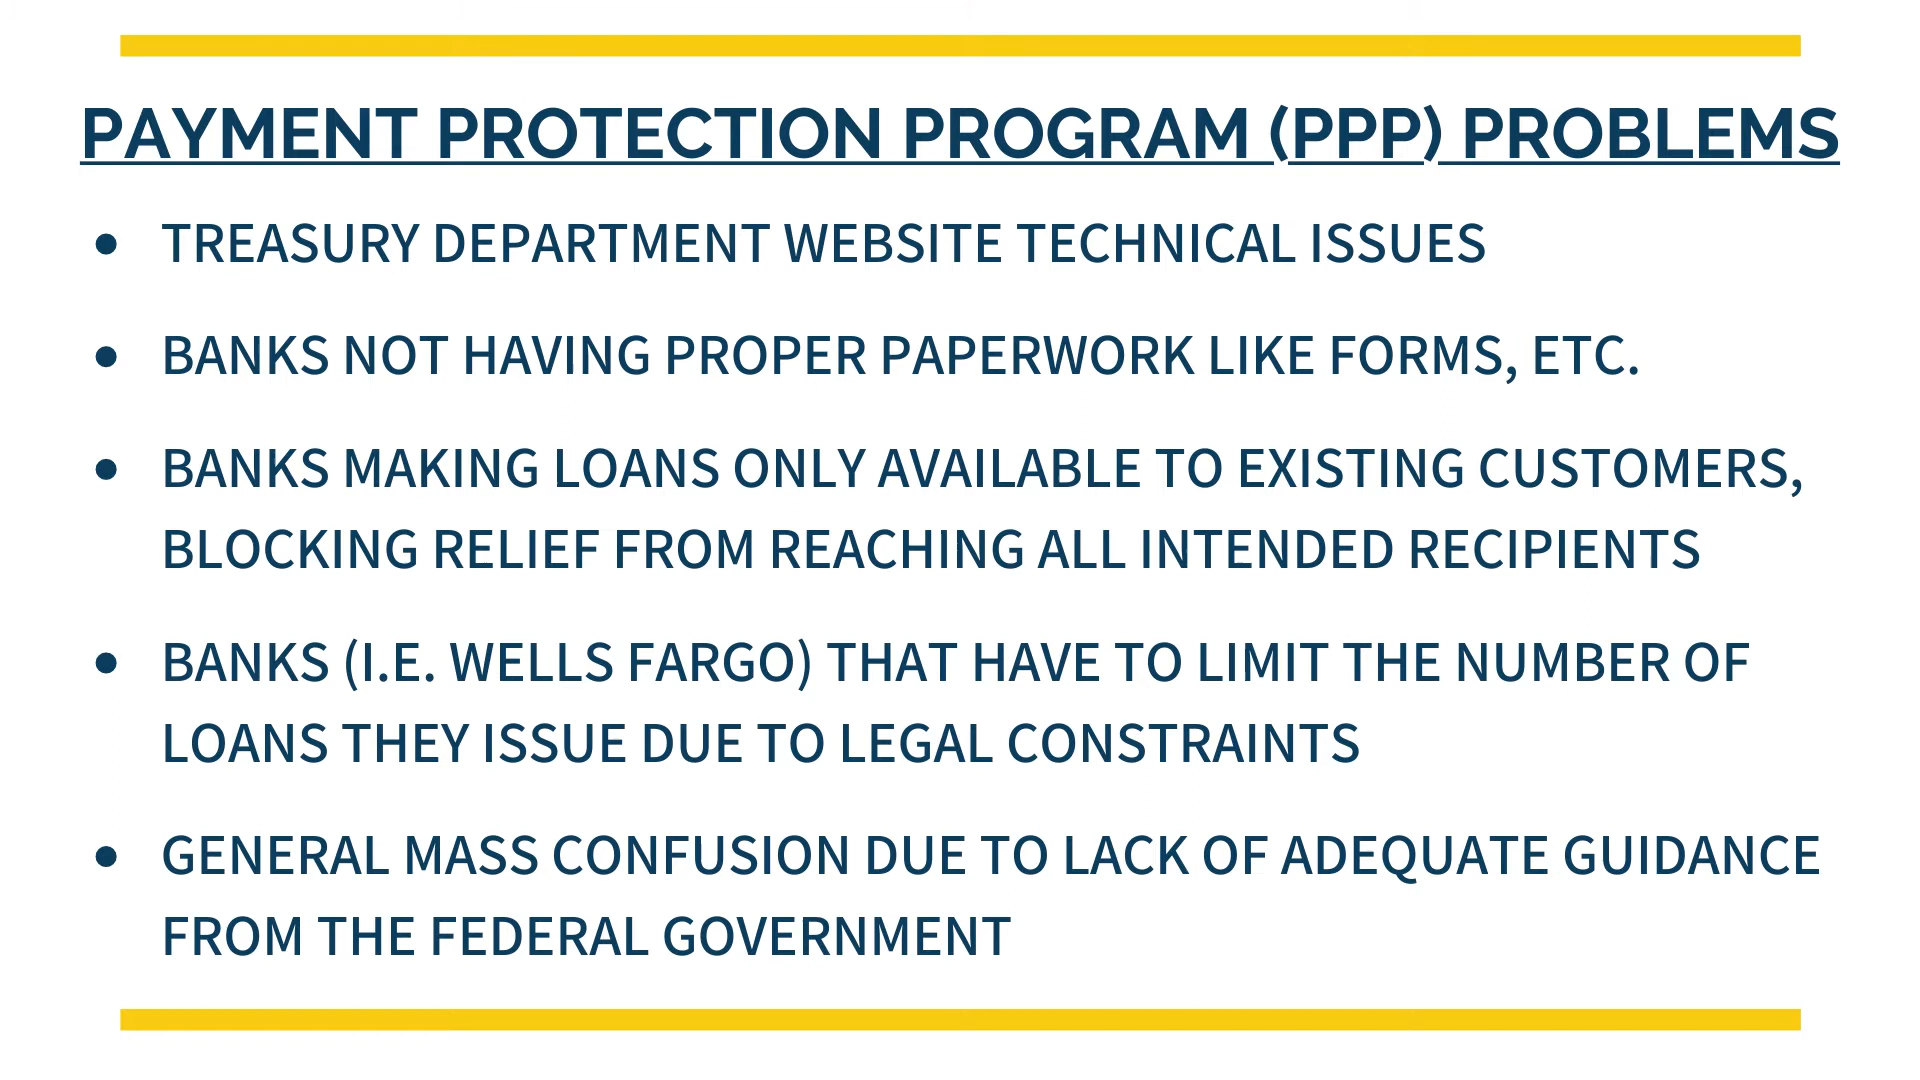 PAYMENT PROTECTION PROGRAM (PPP) PROBLEMS
• TREASURY DEPARTMENT WEBSITE TECHNICAL ISSUES
• BANKS NOT HAVING PROPER PAPERWORK LIKE FORMS, ETC.
• BANKS MAKING LOANS ONLY AVAILABLE TO EXISTING CUSTOMERS,
BLOCKING RELIEF FROM REACHING ALL INTENDED RECIPIENTS
• BANKS (I.E. WELLS FARGO) THAT HAVE TO LIMIT THE NUMBER OF
LOANS THEY ISSUE DUE TO LEGAL CONSTRAINTS
• GENERAL MASS CONFUSION DUE TO LACK OF ADEQUATE GUIDANCE
FROM THE FEDERAL GOVERNMENT